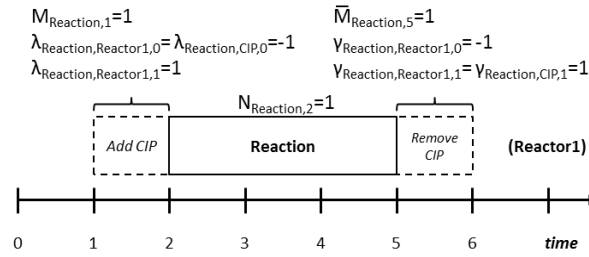 M_Reaction,1=1
λ_Reaction,Reactor1,0=λ_Reaction,CIP,0=-1
λ_Reaction,Reactor1,1=1
M̅_Reaction,5=1
γ_Reaction,Reactor1,0=-1
γ_Reaction,Reactor1,1=γ_Reaction,CIP,1=1
N_Reaction,2=1
Add CIP
Reaction
Remove
CIP
(Reactor1)
0 1 2 3 4 5 6 time